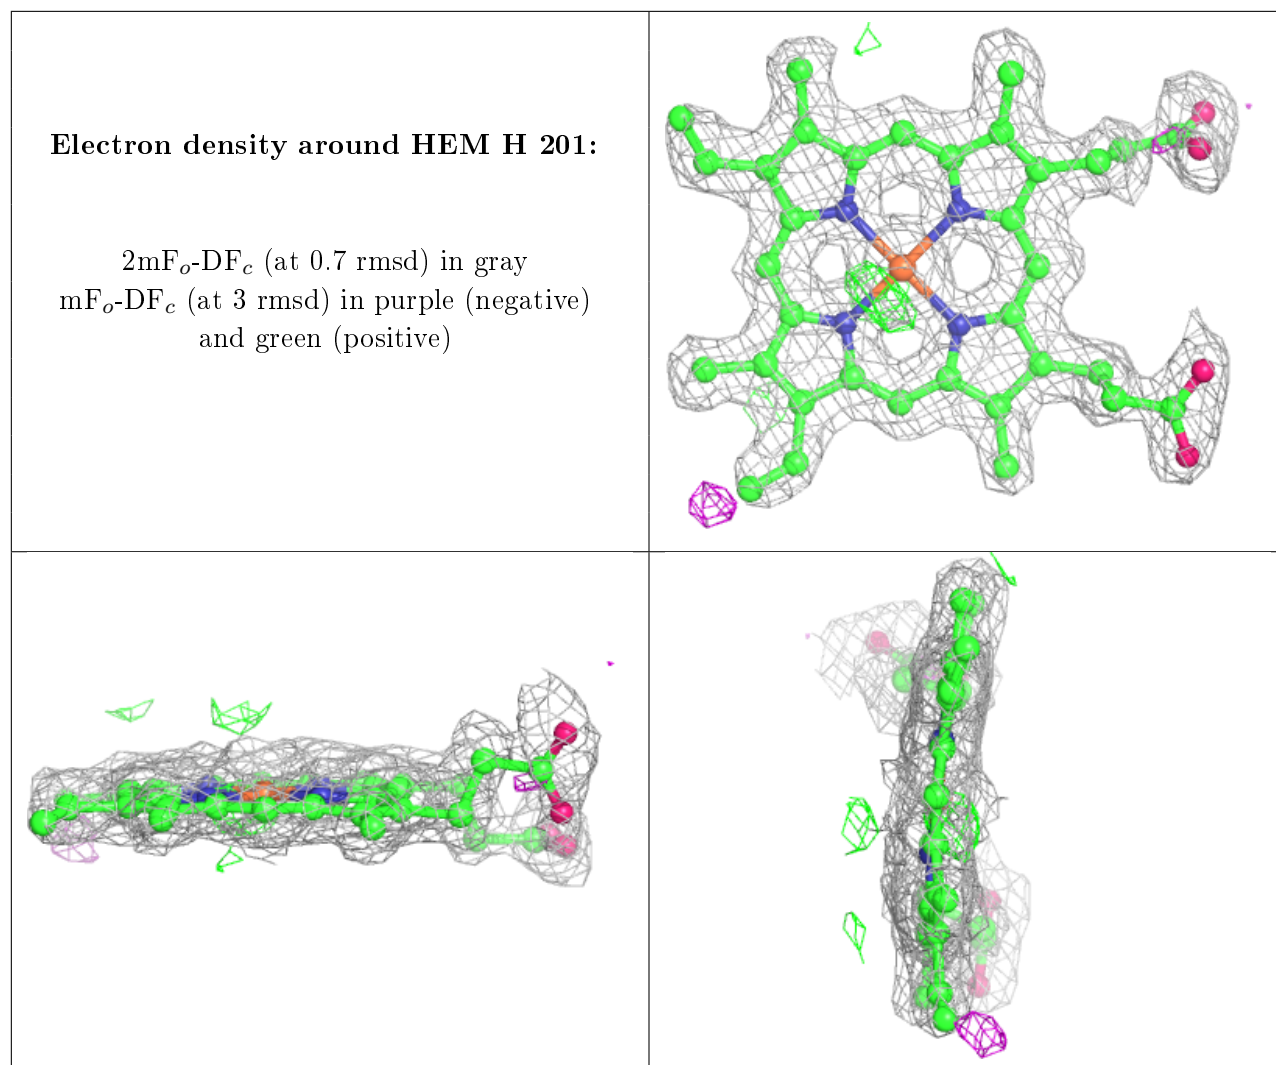 Electron density around HEM H 201:
2mFₒ-DF𝑐 (at 0.7 rmsd) in gray
mFₒ-DF𝑐 (at 3 rmsd) in purple (negative)
and green (positive)